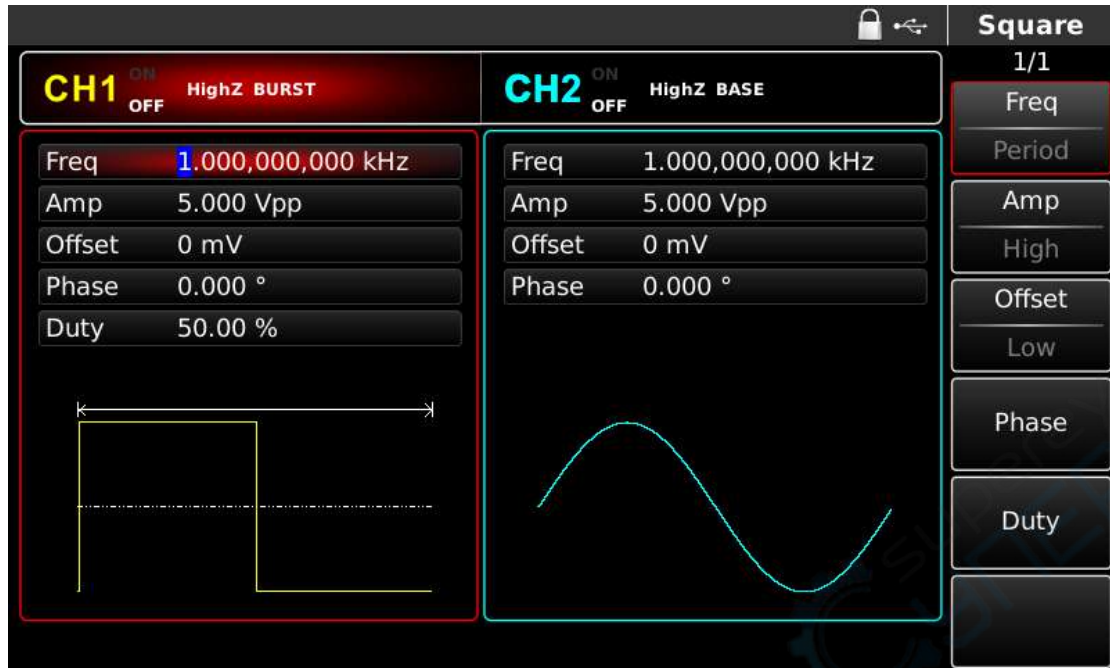 Square
1/1
CH1 ON OFF HighZ BURST
CH2 ON OFF HighZ BASE
Freq 1.000,000,000 kHz
Amp 5.000 Vpp
Offset 0 mV
Phase 0.000 °
Duty 50.00 %
Freq 1.000,000,000 kHz
Amp 5.000 Vpp
Offset 0 mV
Phase 0.000 °
Freq
Period
Amp
High
Offset
Low
Phase
Duty